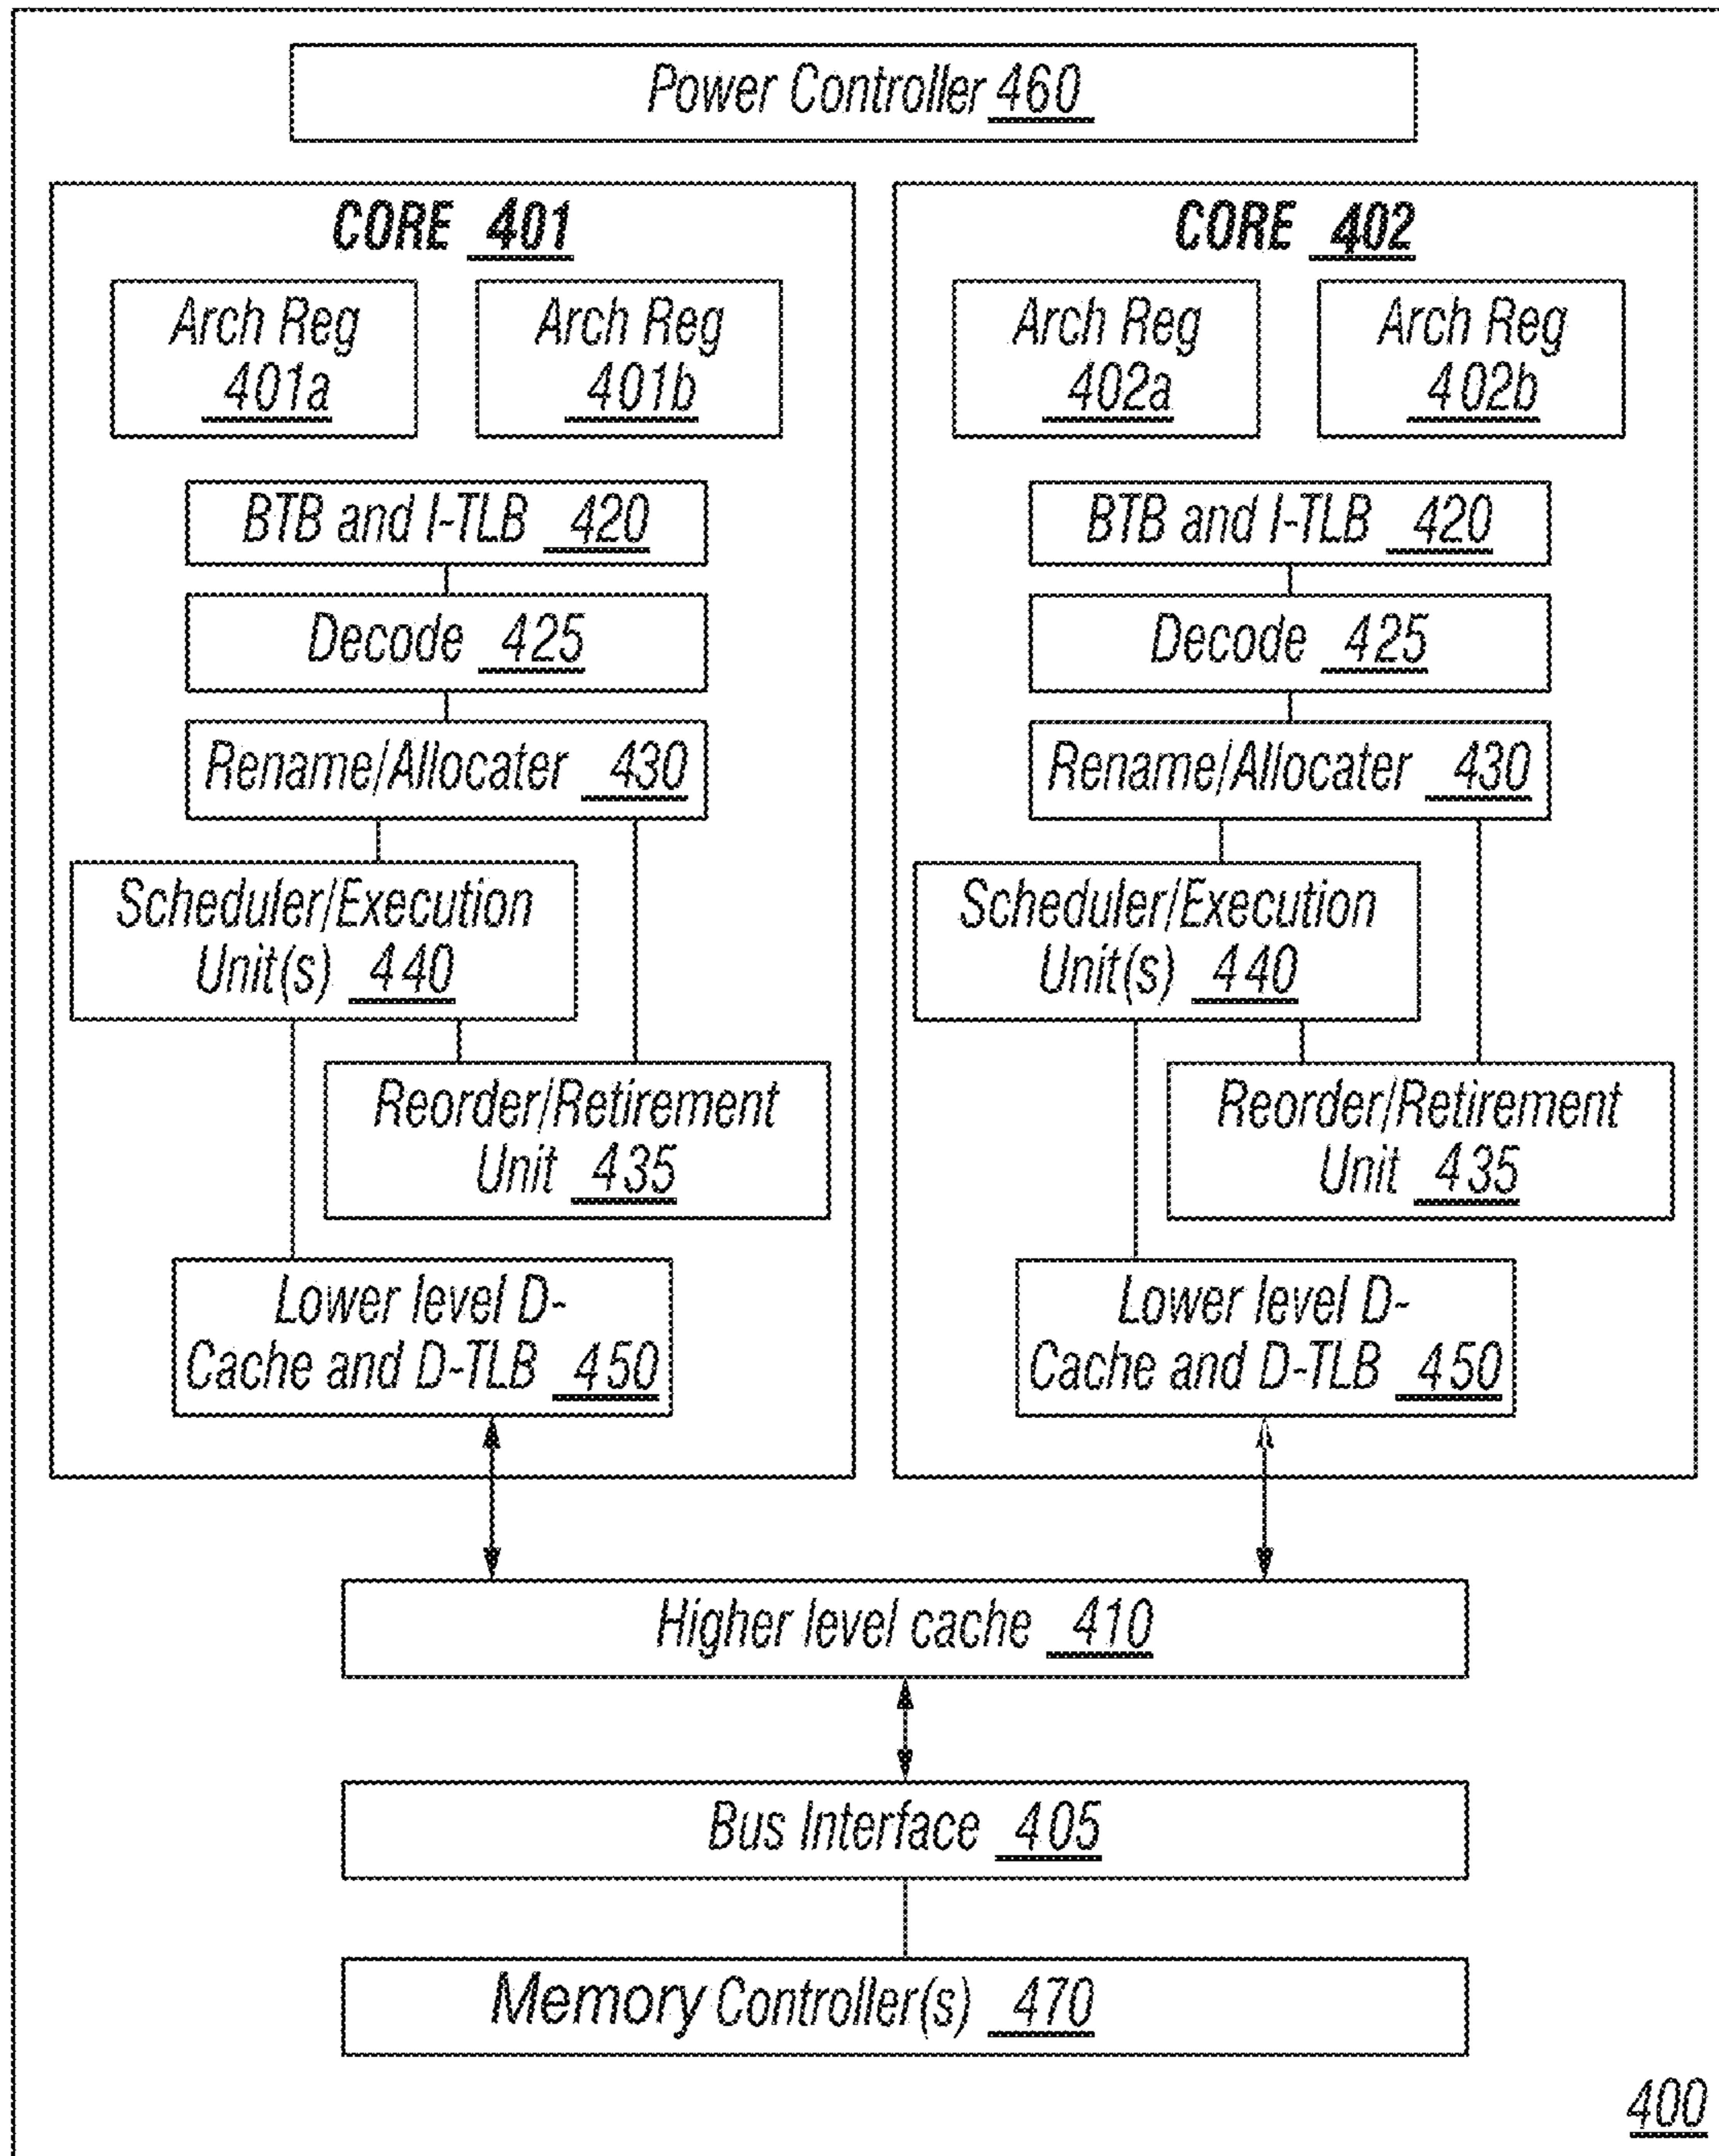 Power Controller 460
CORE 401
Arch Reg
401a
Arch Reg
401b
BTB and I-TLB 420
Decode 425
Rename/Allocater 430
Scheduler/Execution
Unit(s) 440
Reorder/Retirement
Unit 435
Lower level D-
Cache and D-TLB 450
CORE 402
Arch Reg
402a
Arch Reg
402b
BTB and I-TLB 420
Decode 425
Rename/Allocater 430
Scheduler/Execution
Unit(s) 440
Reorder/Retirement
Unit 435
Lower level D-
Cache and D-TLB 450
Higher level cache 410
Bus Interface 405
Memory Controller(s) 470
400